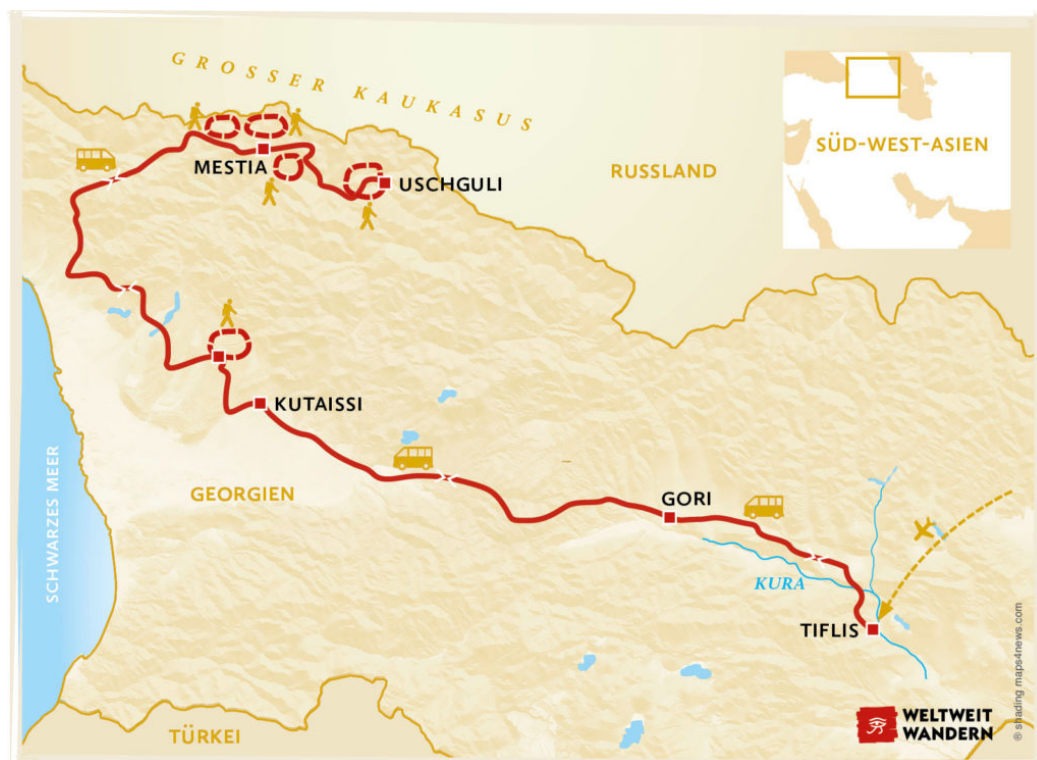 GROSSER KAUKASUS
SÜD-WEST-ASIEN
RUSSLAND
MESTIA
USCHGULI
KUTAISSI
SCHWARZES MEER
GEORGIEN
GORI
KURA
TIFLIS
® shading maps4news.com
WELTWEIT
WANDERN
TÜRKEI